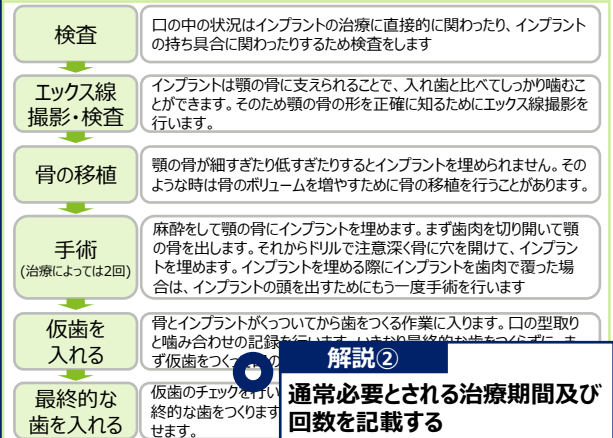 検査
口の中の状況はインプラントの治療に直接的に関わったり、インプラント
の持ち具合に関わったりするため検査をします
エックス線
撮影・検査
インプラントは顎の骨に支えられることで、入れ歯と比べてしっかり噛むこ
とができます。そのため顎の骨の形を正確に知るためにエックス線撮影を
行います。
骨の移植
顎の骨が細すぎたり低すぎたりするとインプラントを埋められません。その
ような時は骨のボリュームを増やすために骨の移植を行うことがあります。
手術
(治療によっては2回)
麻酔をして顎の骨にインプラントを埋めます。まず歯肉を切り開いて顎
の骨を出します。それからドリルで注意深く骨に穴を開けて、インプラン
トを埋めます。インプラントを埋める際にインプラントを歯肉で覆った場
合は、インプラントの頭を出すためにもう一度手術を行います
仮歯を
入れる
骨とインプラントがくっついてから歯をつくる作業に入ります。口の型取り
と噛み合わせの記録を行います。いきなり最終的な歯をつくらずに、ま
ず仮歯をつくっ
最終的な
歯を入れる
仮歯のチェックを行い
終的な歯をつくります
せます。
解説②
通常必要とされる治療期間及び
回数を記載する